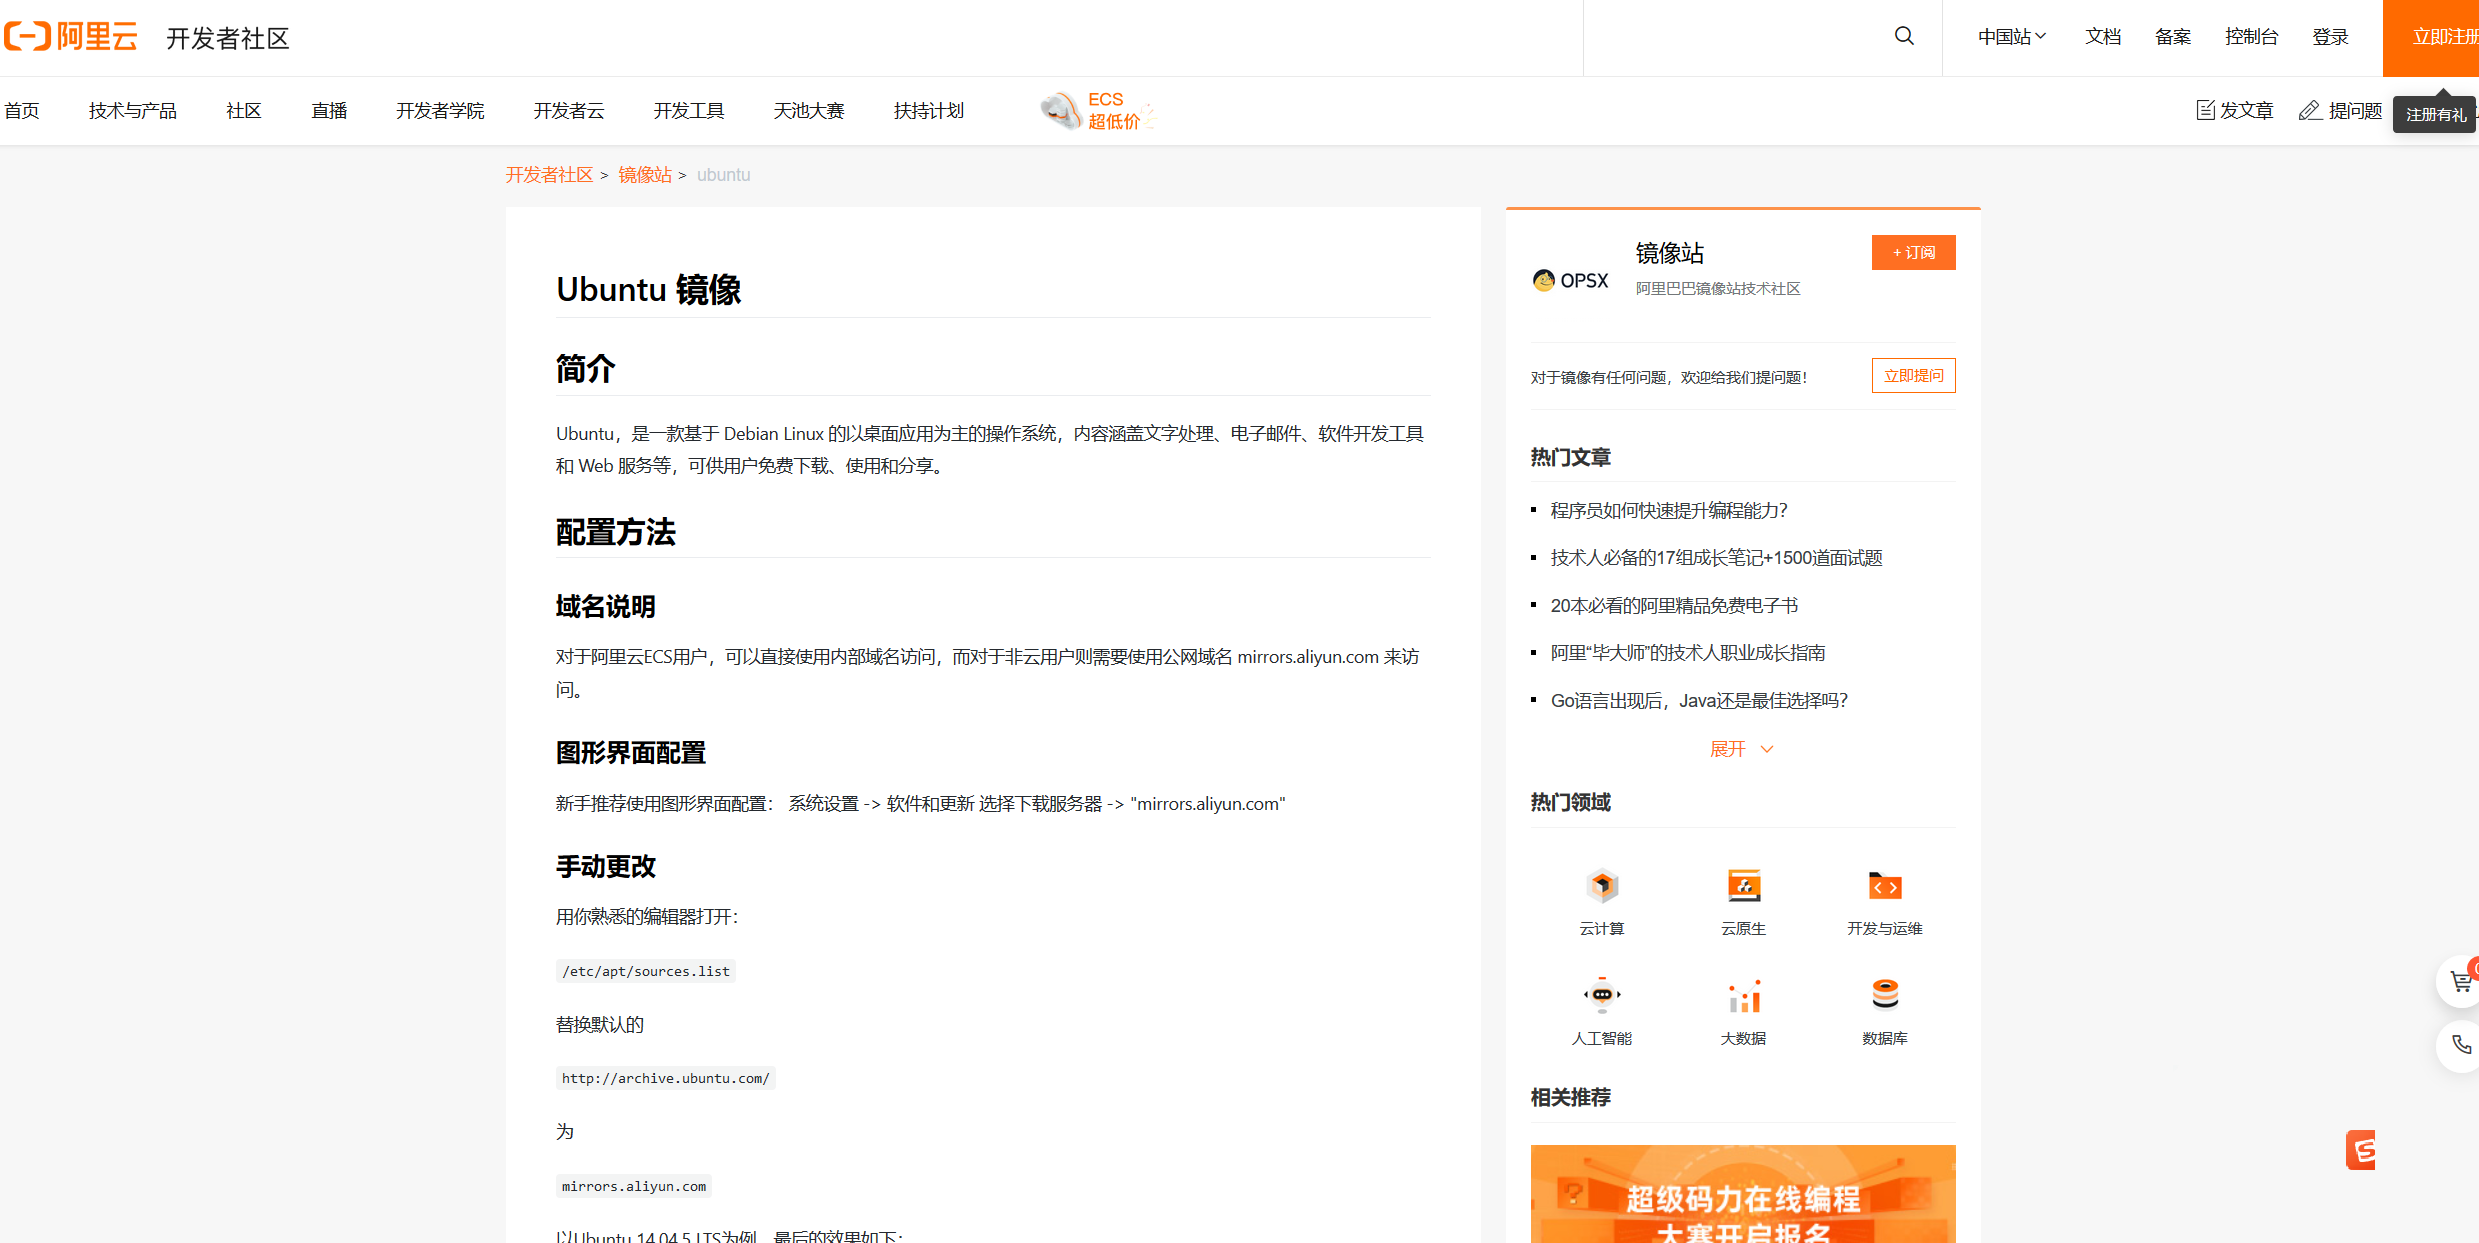 阿里云 开发者社区
中国站 文档 备案 控制台 登录 立即注册
首页 技术与产品 社区 直播 开发者学院 开发者云 开发工具 天池大赛 扶持计划
ECS
超低价
发文章 提问题
注册有礼
开发者社区 > 镜像站 > ubuntu
Ubuntu 镜像
简介
Ubuntu，是一款基于 Debian Linux 的以桌面应用为主的操作系统，内容涵盖文字处理、电子邮件、软件开发工具
和 Web 服务等，可供用户免费下载、使用和分享。
配置方法
域名说明
对于阿里云ECS用户，可以直接使用内部域名访问，而对于非云用户则需要使用公网域名 mirrors.aliyun.com 来访
问。
图形界面配置
新手推荐使用图形界面配置： 系统设置 -> 软件和更新 选择下载服务器 -> "mirrors.aliyun.com"
手动更改
用你熟悉的编辑器打开：
/etc/apt/sources.list
替换默认的
http://archive.ubuntu.com/
为
mirrors.aliyun.com
以Ubuntu 14.04.5 LTS为例，最后的效果如下：
OPSX
镜像站
+ 订阅
阿里巴巴镜像站技术社区
对于镜像有任何问题，欢迎给我们提问题！
立即提问
热门文章
程序员如何快速提升编程能力？
技术人必备的17组成长笔记+1500道面试题
20本必看的阿里精品免费电子书
阿里“毕大师”的技术人职业成长指南
Go语言出现后，Java还是最佳选择吗？
展开
热门领域
云计算 云原生 开发与运维
人工智能 大数据 数据库
相关推荐
超级码力在线编程
大赛开启报名